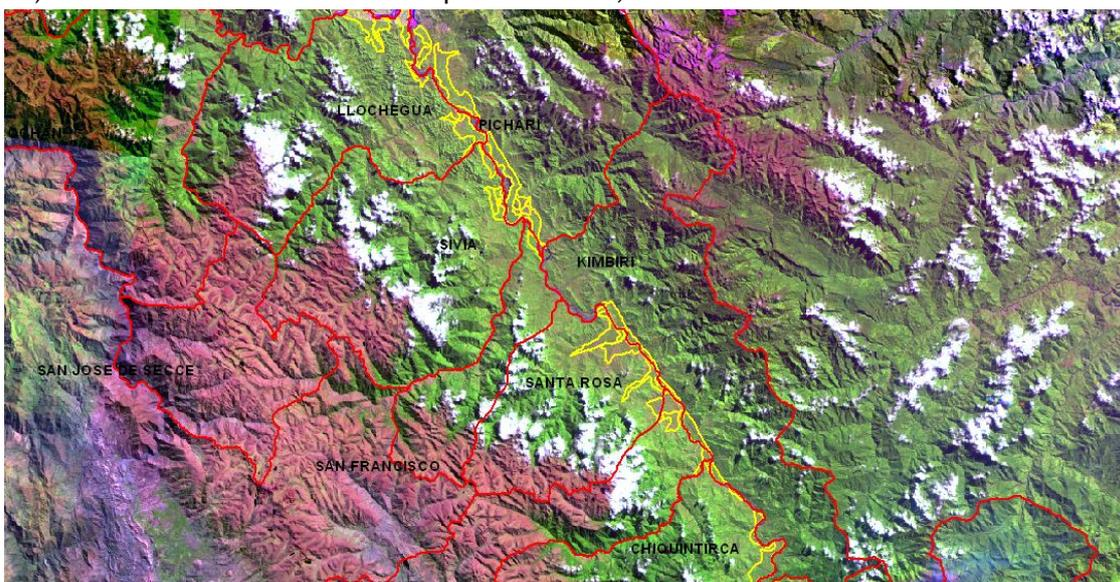 LLOCHEGUA
PICHARI
SIVIA
KIMBIRI
SAN JOSE DE SECCE
SANTA ROSA
SAN FRANCISCO
CHIQUINTIRCA